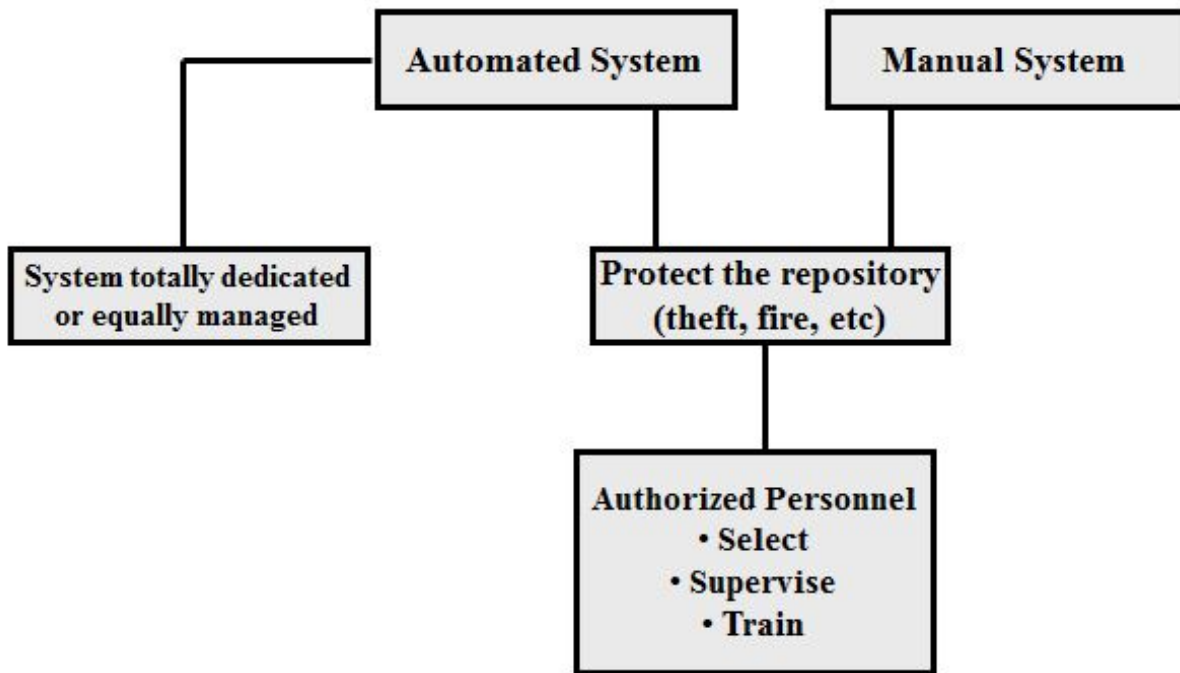 Automated System
Manual System
System totally dedicated
or equally managed
Protect the repository
(theft, fire, etc)
Authorized Personnel
• Select
• Supervise
• Train